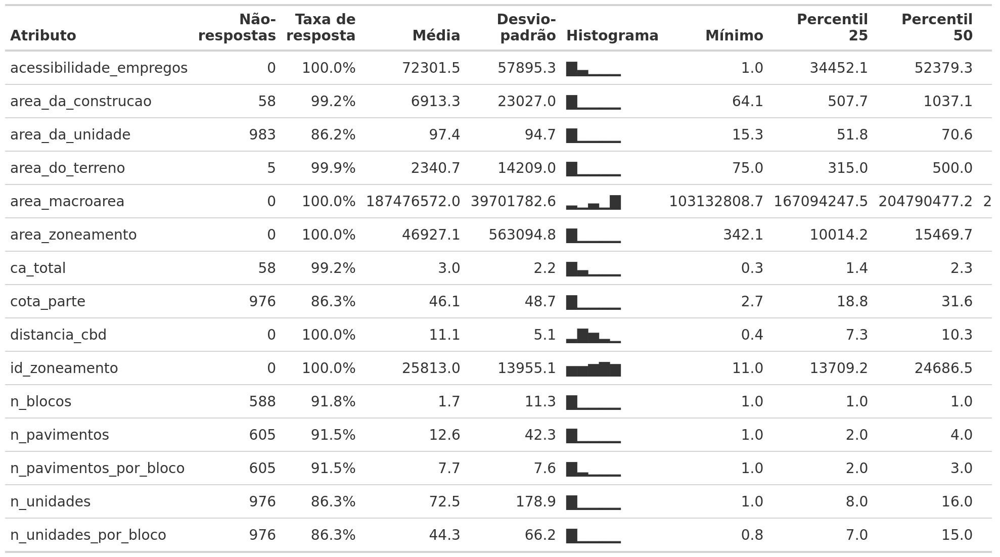 Atributo Não-respostas Taxa de resposta Média Desvio-padrão Histograma Mínimo Percentil 25 Percentil 50
acessibilidade_empregos 0 100.0% 72301.5 57895.3 1.0 34452.1 52379.3
area_da_construcao 58 99.2% 6913.3 23027.0 64.1 507.7 1037.1
area_da_unidade 983 86.2% 97.4 94.7 15.3 51.8 70.6
area_do_terreno 5 99.9% 2340.7 14209.0 75.0 315.0 500.0
area_macroarea 0 100.0% 187476572.0 39701782.6 103132808.7 167094247.5 204790477.2 2
area_zoneamento 0 100.0% 46927.1 563094.8 342.1 10014.2 15469.7
ca_total 58 99.2% 3.0 2.2 0.3 1.4 2.3
cota_parte 976 86.3% 46.1 48.7 2.7 18.8 31.6
distancia_cbd 0 100.0% 11.1 5.1 0.4 7.3 10.3
id_zoneamento 0 100.0% 25813.0 13955.1 11.0 13709.2 24686.5
n_blocos 588 91.8% 1.7 11.3 1.0 1.0 1.0
n_pavimentos 605 91.5% 12.6 42.3 1.0 2.0 4.0
n_pavimentos_por_bloco 605 91.5% 7.7 7.6 1.0 2.0 3.0
n_unidades 976 86.3% 72.5 178.9 1.0 8.0 16.0
n_unidades_por_bloco 976 86.3% 44.3 66.2 0.8 7.0 15.0